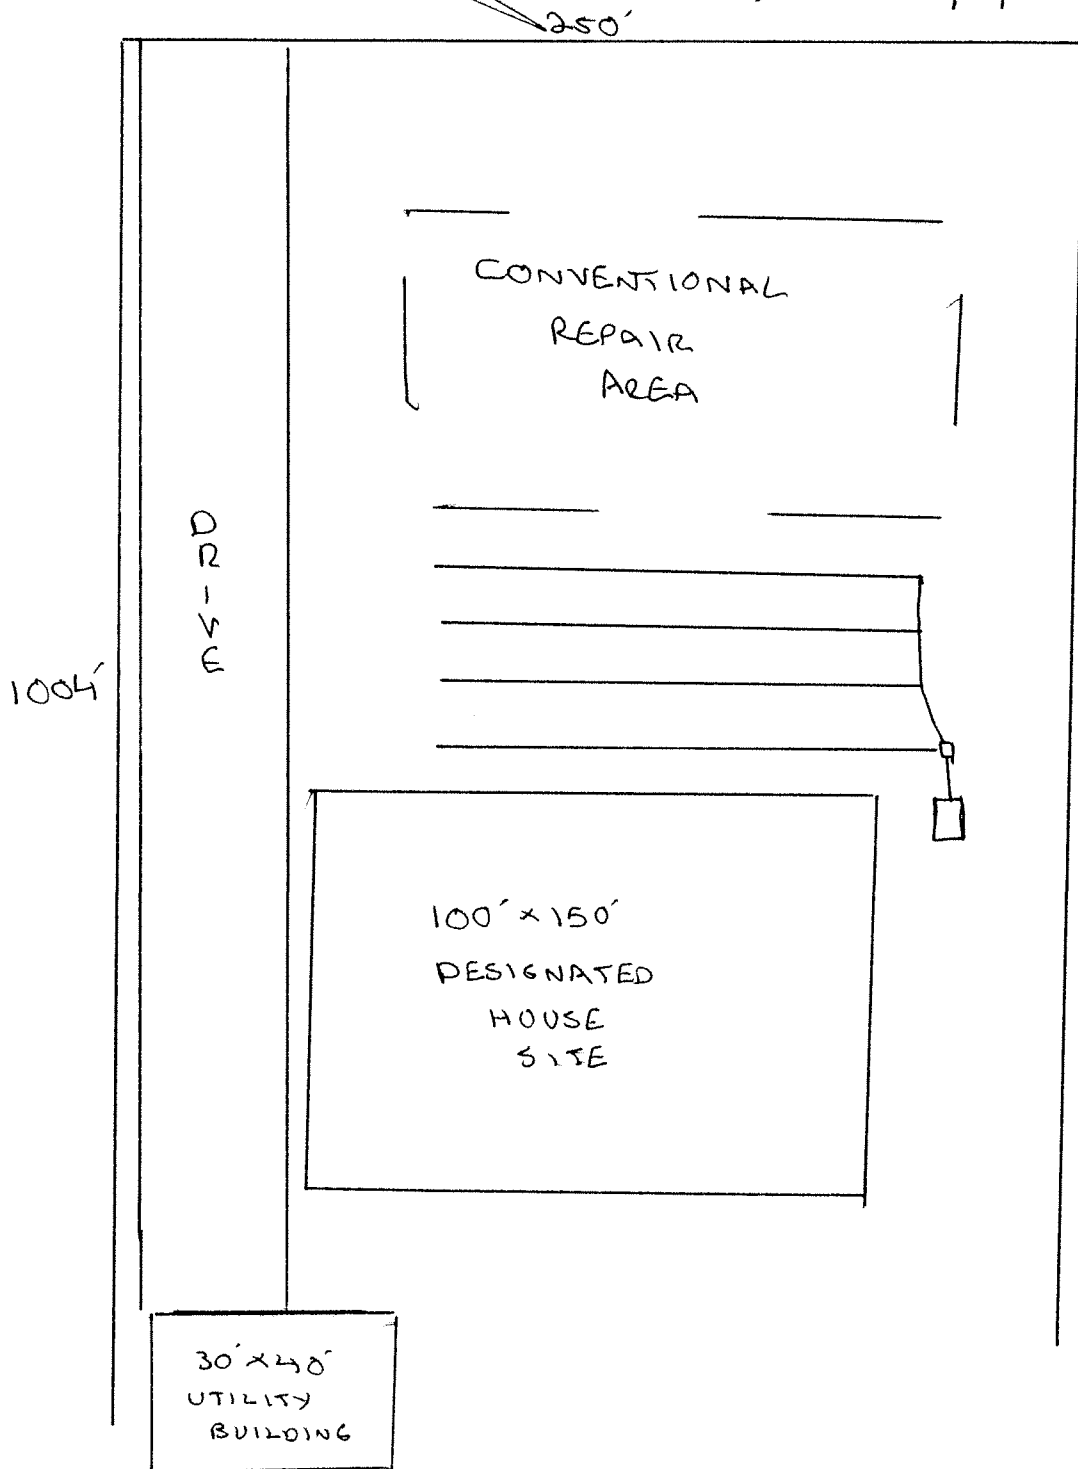 250'
CONVENTIONAL
REPAIR
AREA
DRIVE
1004'
100' x 150'
DESIGNATED
HOUSE
SITE
30' x 40'
UTILITY
BUILDING